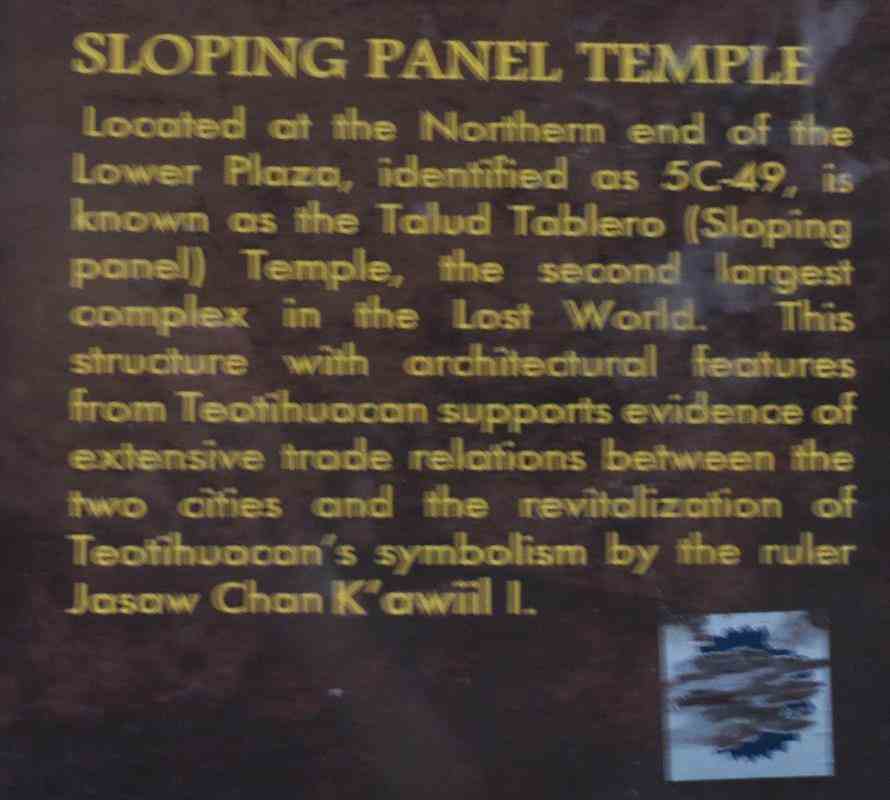 SLOPING PANEL TEMPLE
Located at the Northern end of the
Lower Plaza, identified as 5C-49, is
known as the Talud Tablero (Sloping
panel) Temple, the second largest
complex in the Lost World. This
structure with architectural features
from Teotihuacan supports evidence of
extensive trade relations between the
two cities and the revitalization of
Teotihuacan's symbolism by the ruler
Jasaw Chan K'awiil I.